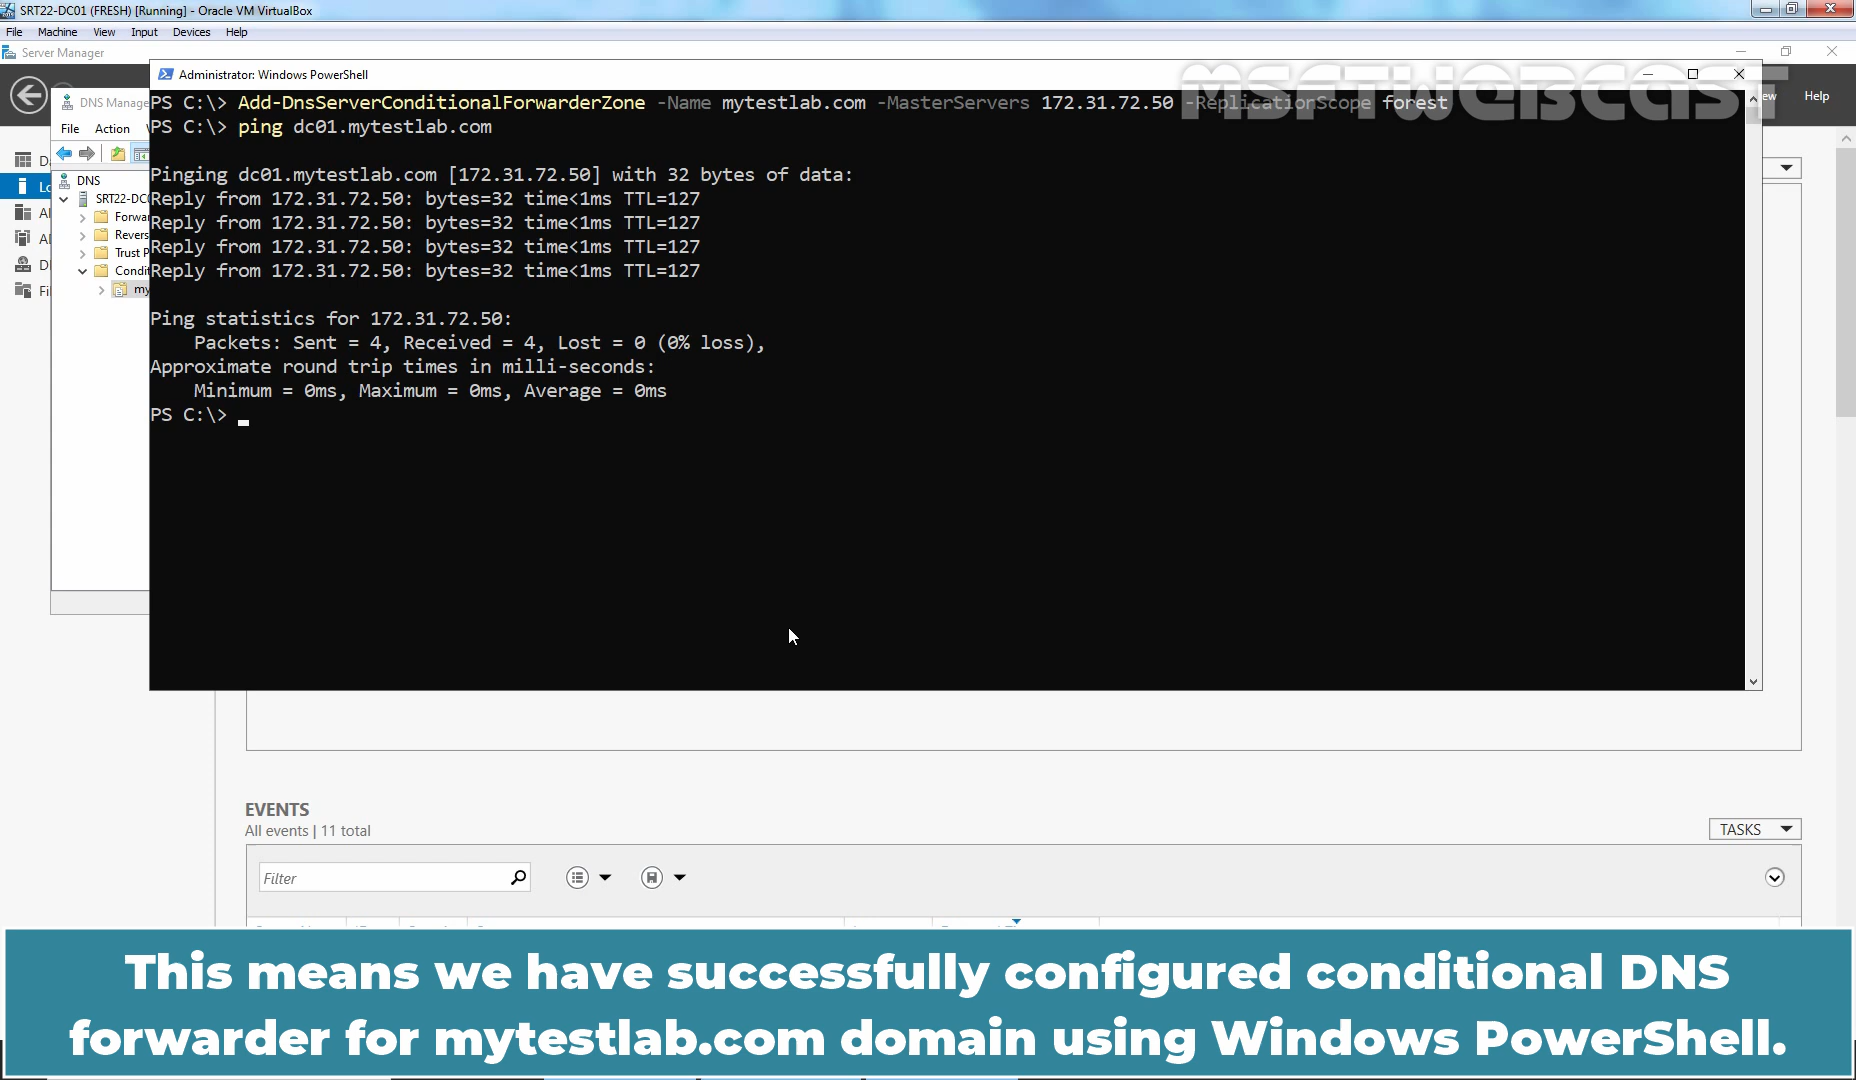 SRT22-DC01 (FRESH) [Running] - Oracle VM VirtualBox
File Machine View Input Devices Help
Server Manager
Administrator: Windows PowerShell
MSFTWEBCAST
Help
DNS Manage
File Action
PS C:\> Add-DnsServerConditionalForwarderZone -Name mytestlab.com -MasterServers 172.31.72.50 -ReplicationScope forest
PS C:\> ping dc01.mytestlab.com
Pinging dc01.mytestlab.com [172.31.72.50] with 32 bytes of data:
Reply from 172.31.72.50: bytes=32 time<1ms TTL=127
Reply from 172.31.72.50: bytes=32 time<1ms TTL=127
Reply from 172.31.72.50: bytes=32 time<1ms TTL=127
Reply from 172.31.72.50: bytes=32 time<1ms TTL=127
Ping statistics for 172.31.72.50:
Packets: Sent = 4, Received = 4, Lost = 0 (0% loss),
Approximate round trip times in milli-seconds:
Minimum = 0ms, Maximum = 0ms, Average = 0ms
PS C:\>
DNS
SRT22-DC0
Forwar
Revers
Trust P
Condit
my
EVENTS
All events | 11 total
TASKS
Filter
This means we have successfully configured conditional DNS
forwarder for mytestlab.com domain using Windows PowerShell.